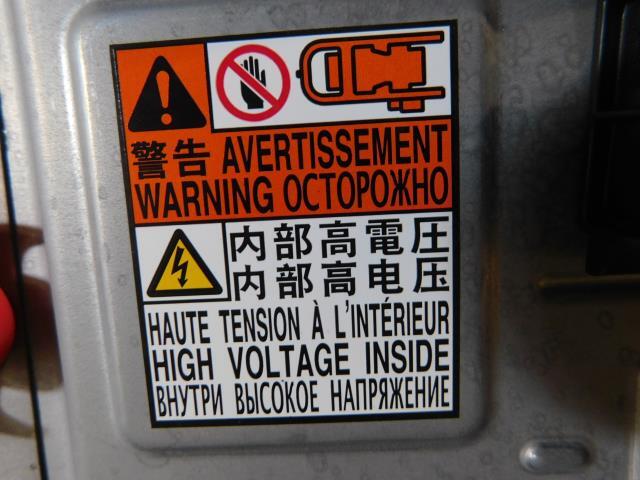 警告 AVERTISSEMENT
WARNING ОСТОРОЖНО
内部高電圧
内部高电压
HAUTE TENSION À L'INTÉRIEUR
HIGH VOLTAGE INSIDE
ВНУТРИ ВЫСОКОЕ НАПРЯЖЕНИЕ